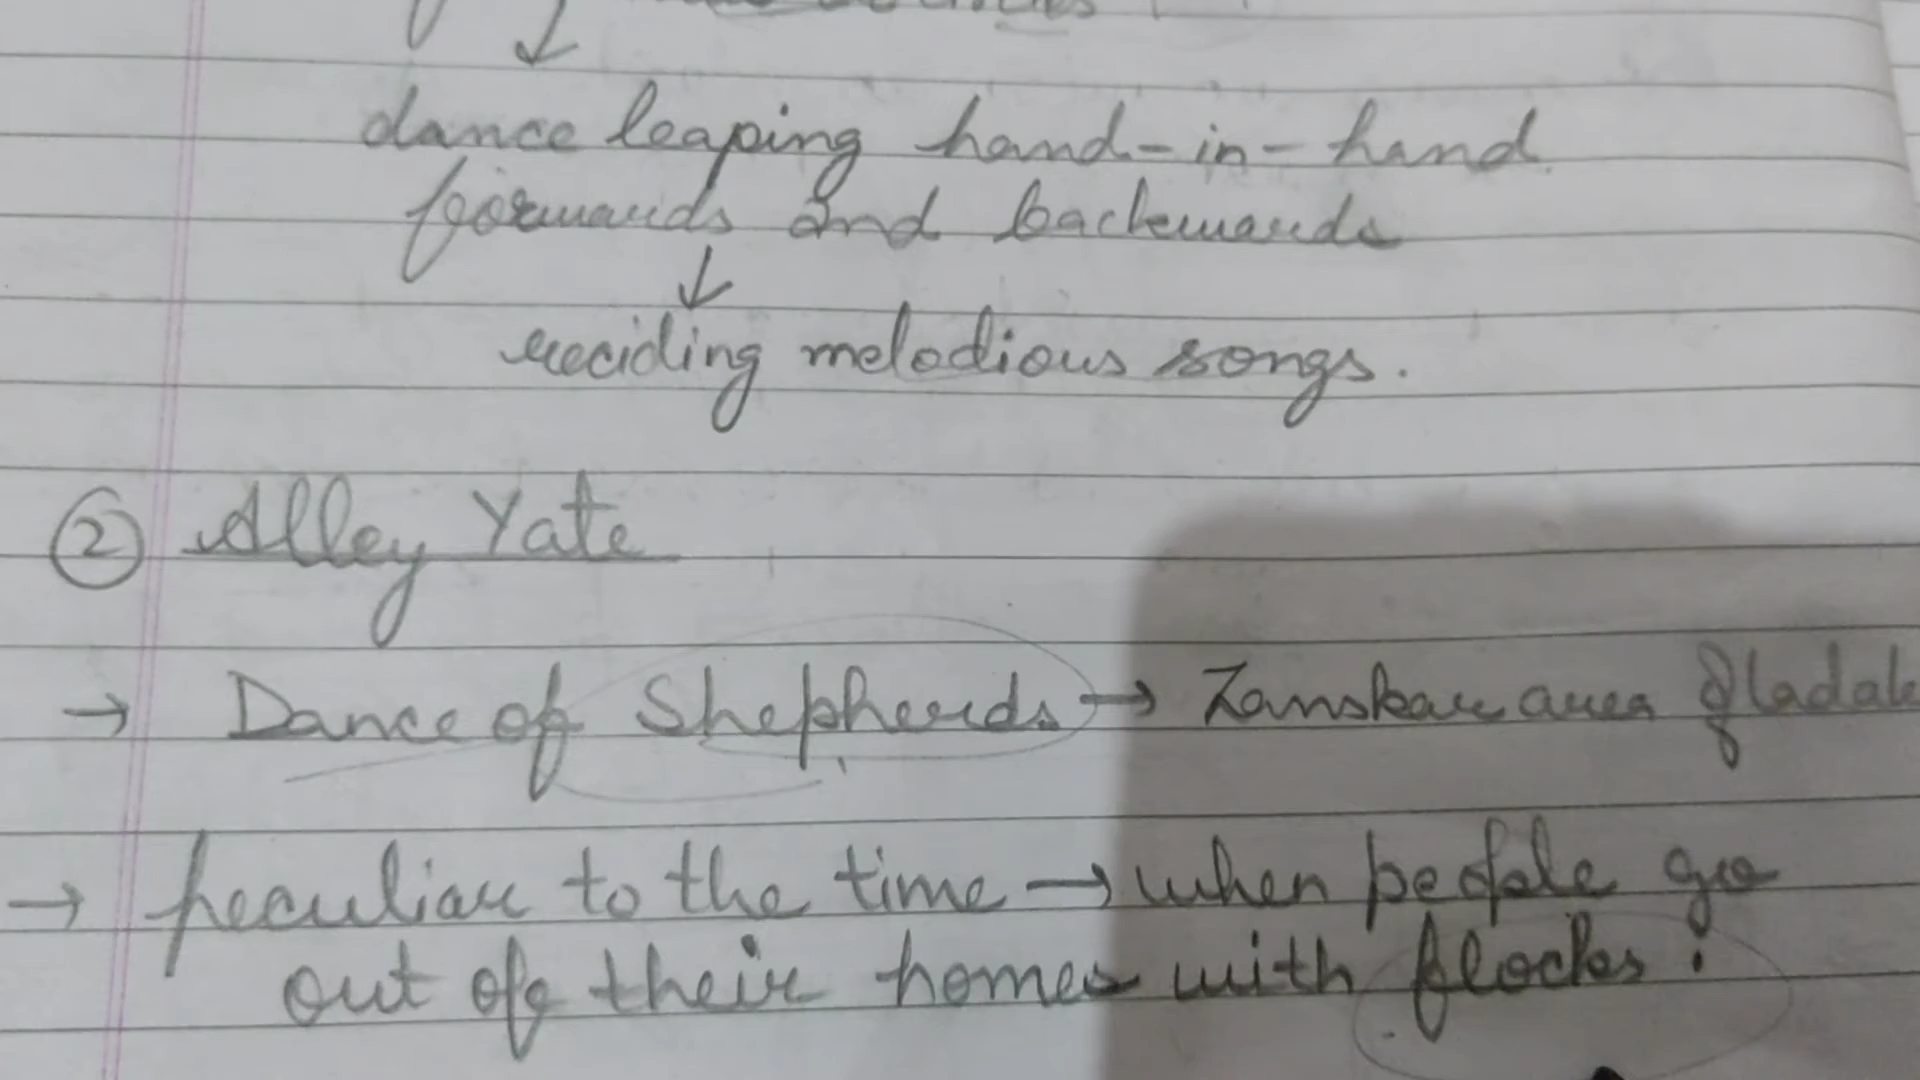 ↓
dance leaping hand-in-hand
forwards and backwards
↓
reciding melodious songs.
② Alley Yate
→ Dance of Shepherds → Zanskar area of ladak
→ peculiar to the time → when people go
out of their homes with flocks.